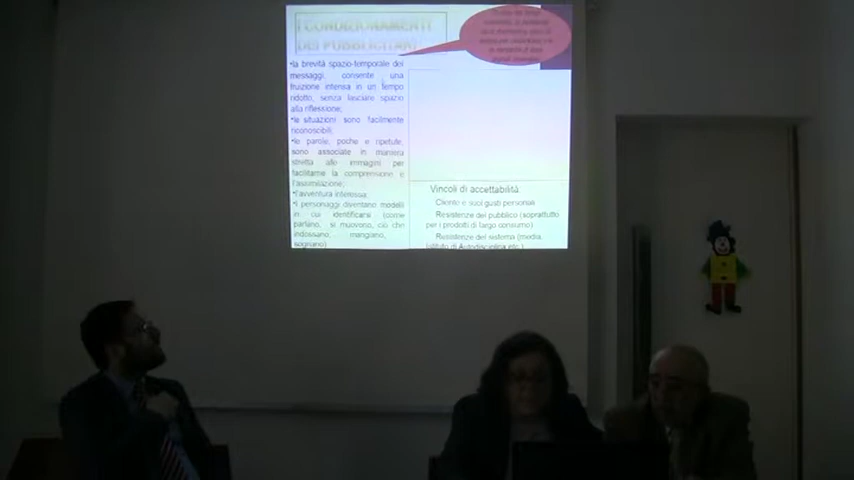 I CONDIZIONAMENTI
DEI PUBBLICITARI
•la brevità spazio-temporale dei
messaggi, consente una
fruizione intensa in un tempo
ridotto, senza lasciare spazio
alla riflessione;
•le situazioni sono facilmente
riconoscibili;
•le parole, poche e ripetute,
sono associate in maniera
stretta alle immagini per
facilitarne la comprensione e
l'assimilazione;
•l'avventura interessa;
•i personaggi diventano modelli
in cui identificarsi (come
parlano, si muovono, ciò che
indossano, mangiano,
sognano)
Vincoli di accettabilità
Cliente e suoi gusti personali
Resistenze del pubblico (soprattutto
per i prodotti di largo consumo)
Resistenze del sistema (media,
Istituto di Autodisciplina etc.)